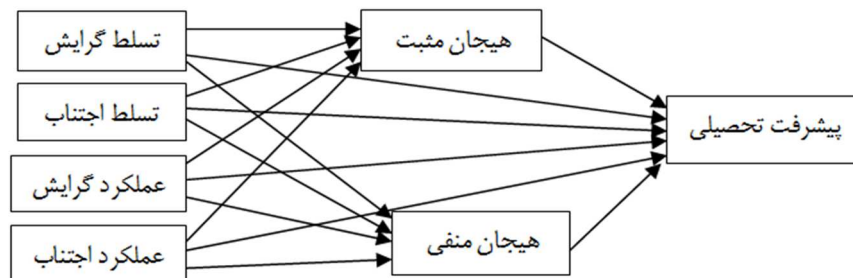 تسلط گرایش
هیجان مثبت
تسلط اجتناب
پیشرفت تحصیلی
عملکرد گرایش
هیجان منفی
عملکرد اجتناب